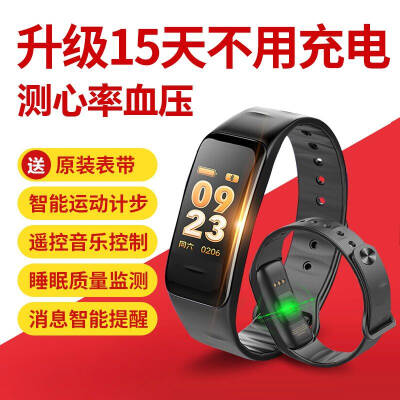 升级15天不用充电
测心率血压
送 原装表带
智能运动计步
遥控音乐控制
睡眠质量监测
消息智能提醒
09
23
周六 0206